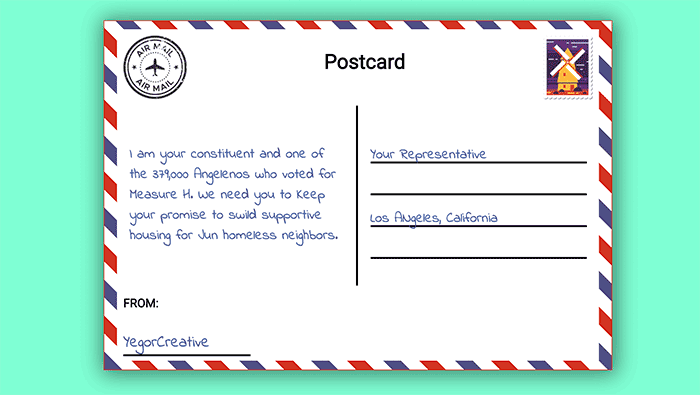 AIR MAIL
AIR MAIL
Postcard
I am your constituent and one of
the 379,000 Angelenos who voted for
Measure H. We need you to Keep
your promise to swild supportive
housing for Jun homeless neighbors.
Your Representative
Los Angeles, California
FROM:
YegorCreative